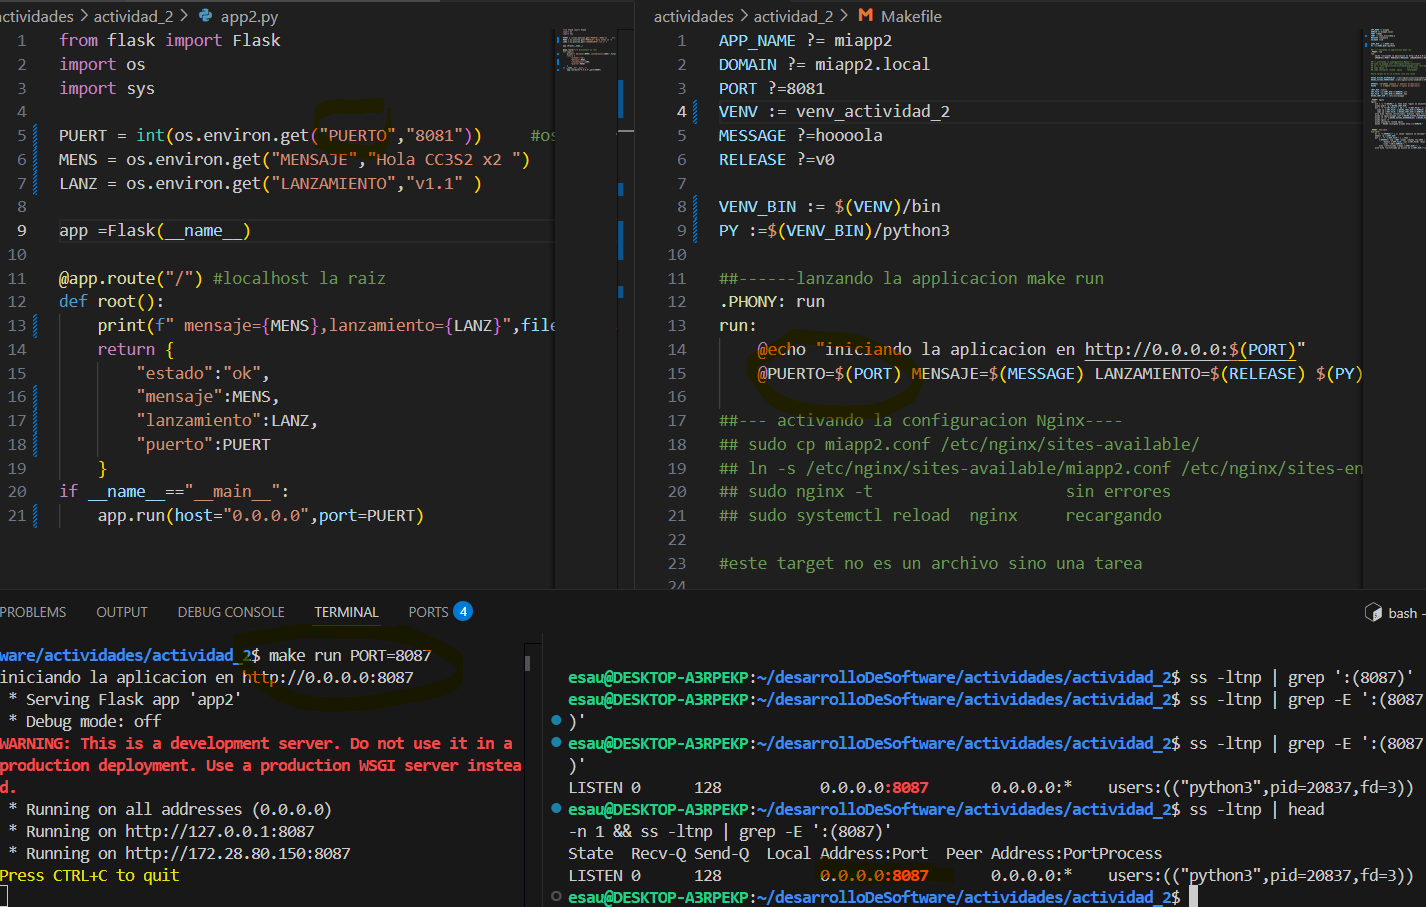 actividades > actividad_2 > app2.py
1 from flask import Flask
2 import os
3 import sys
4
5 PUERT = int(os.environ.get("PUERTO","8081")) #os
6 MENS = os.environ.get("MENSAJE","Hola CC3S2 x2 ")
7 LANZ = os.environ.get("LANZAMIENTO","v1.1" )
8
9 app =Flask(__name__)
10
11 @app.route("/") #localhost la raiz
12 def root():
13 print(f" mensaje={MENS},lanzamiento={LANZ}",file
14 return {
15 "estado":"ok",
16 "mensaje":MENS,
17 "lanzamiento":LANZ,
18 "puerto":PUERT
19 }
20 if __name__=="__main__":
21 app.run(host="0.0.0.0",port=PUERT)
actividades > actividad_2 > Makefile
1 APP_NAME ?= miapp2
2 DOMAIN ?= miapp2.local
3 PORT ?=8081
4 VENV := venv_actividad_2
5 MESSAGE ?=hoooola
6 RELEASE ?=v0
7
8 VENV_BIN := $(VENV)/bin
9 PY :=$(VENV_BIN)/python3
10
11 ##------lanzando la applicacion make run
12 .PHONY: run
13 run:
14 @echo "iniciando la aplicacion en http://0.0.0.0:$(PORT)"
15 @PUERTO=$(PORT) MENSAJE=$(MESSAGE) LANZAMIENTO=$(RELEASE) $(PY)
16
17 ##--- activando la configuracion Nginx----
18 ## sudo cp miapp2.conf /etc/nginx/sites-available/
19 ## ln -s /etc/nginx/sites-available/miapp2.conf /etc/nginx/sites-en
20 ## sudo nginx -t sin errores
21 ## sudo systemctl reload nginx recargando
22
23 #este target no es un archivo sino una tarea
24
PROBLEMS OUTPUT DEBUG CONSOLE TERMINAL PORTS 4
bash -
ware/actividades/actividad_2$ make run PORT=8087
iniciando la aplicacion en http://0.0.0.0:8087
* Serving Flask app 'app2'
* Debug mode: off
WARNING: This is a development server. Do not use it in a
production deployment. Use a production WSGI server instea
d.
* Running on all addresses (0.0.0.0)
* Running on http://127.0.0.1:8087
* Running on http://172.28.80.150:8087
Press CTRL+C to quit
esau@DESKTOP-A3RPEKP:~/desarrolloDeSoftware/actividades/actividad_2$ ss -ltnp | grep ':(8087)'
esau@DESKTOP-A3RPEKP:~/desarrolloDeSoftware/actividades/actividad_2$ ss -ltnp | grep -E ':(8087
)'
esau@DESKTOP-A3RPEKP:~/desarrolloDeSoftware/actividades/actividad_2$ ss -ltnp | grep -E ':(8087
)'
LISTEN 0 128 0.0.0.0:8087 0.0.0.0:* users:(("python3",pid=20837,fd=3))
esau@DESKTOP-A3RPEKP:~/desarrolloDeSoftware/actividades/actividad_2$ ss -ltnp | head
-n 1 && ss -ltnp | grep -E ':(8087)'
State Recv-Q Send-Q Local Address:Port Peer Address:PortProcess
LISTEN 0 128 0.0.0.0:8087 0.0.0.0:* users:(("python3",pid=20837,fd=3))
esau@DESKTOP-A3RPEKP:~/desarrolloDeSoftware/actividades/actividad_2$